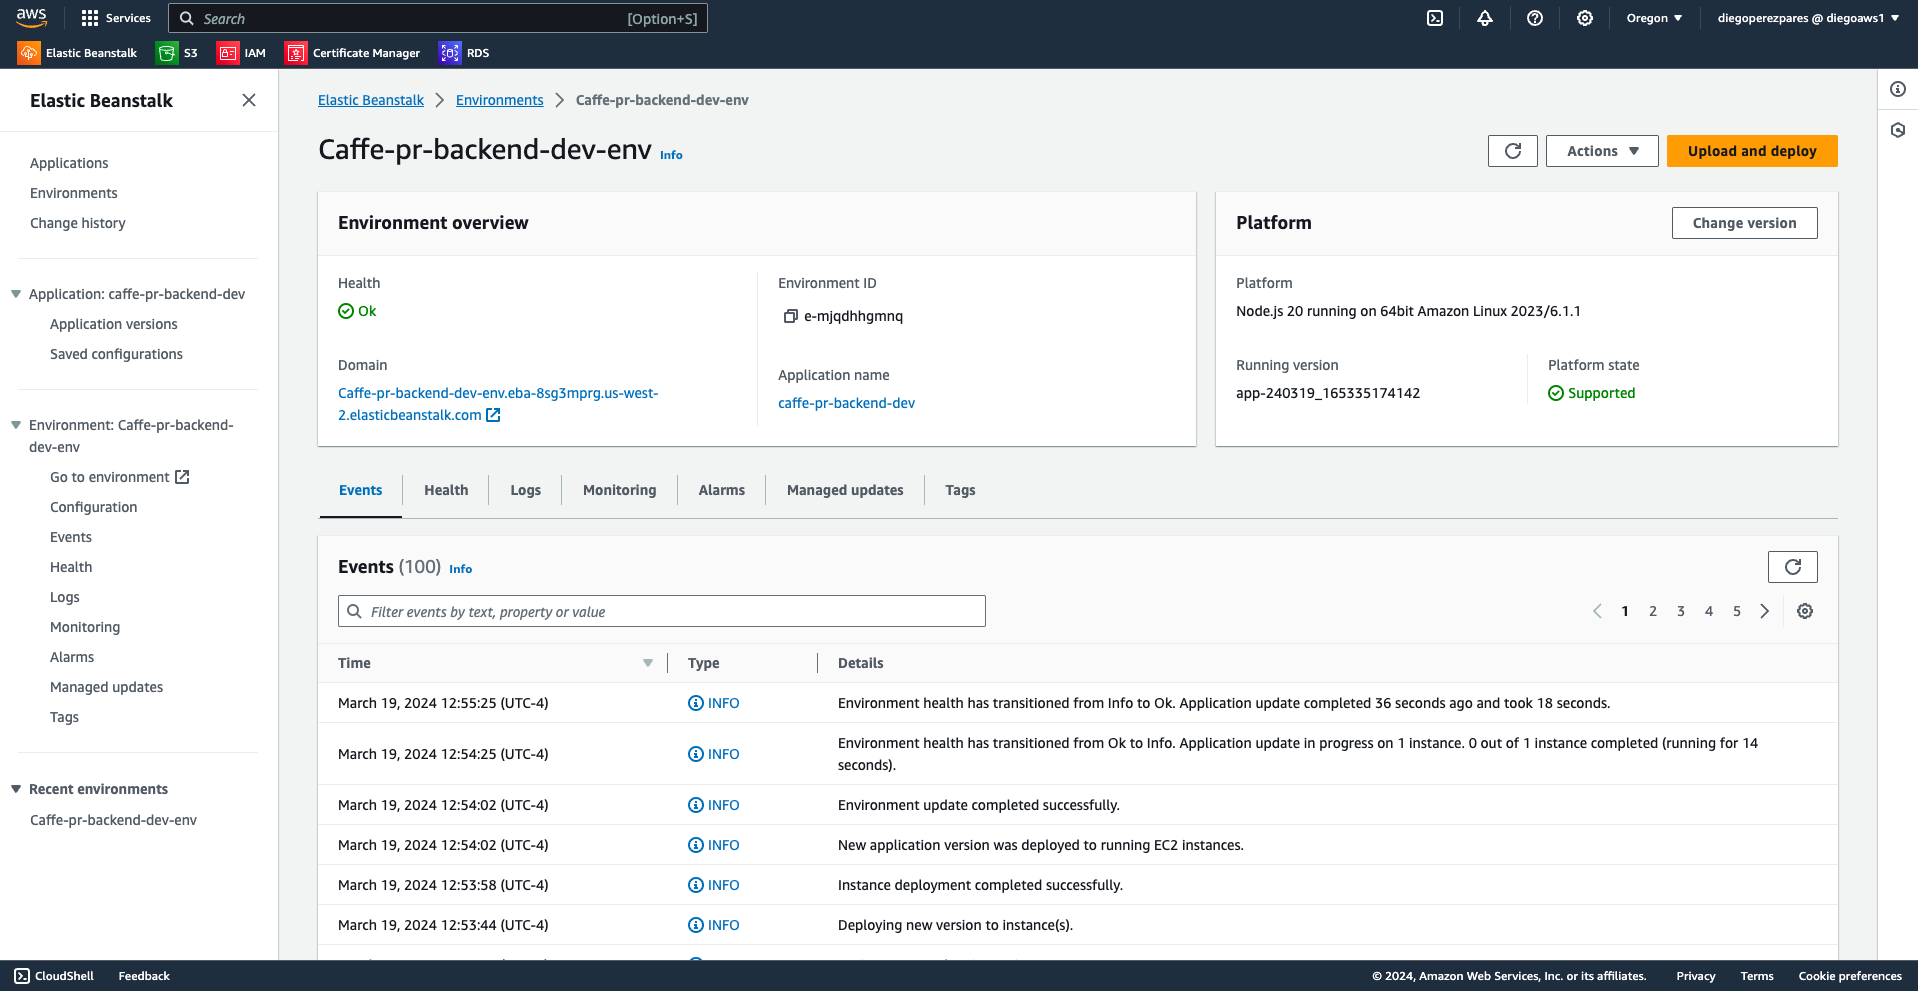 aws
Services
Search
[Option+S]
Oregon
diegoperezpares @ diegoaws1
Elastic Beanstalk
S3
IAM
Certificate Manager
RDS
Elastic Beanstalk
Applications
Environments
Change history
Application: caffe-pr-backend-dev
Application versions
Saved configurations
Environment: Caffe-pr-backend-
dev-env
Go to environment
Configuration
Events
Health
Logs
Monitoring
Alarms
Managed updates
Tags
Recent environments
Caffe-pr-backend-dev-env
Elastic Beanstalk
Environments
Caffe-pr-backend-dev-env
Caffe-pr-backend-dev-env Info
Actions
Upload and deploy
Environment overview
Health
Ok
Domain
Caffe-pr-backend-dev-env.eba-8sg3mprg.us-west-
2.elasticbeanstalk.com
Environment ID
e-mjqdhhgmnq
Application name
caffe-pr-backend-dev
Platform
Change version
Platform
Node.js 20 running on 64bit Amazon Linux 2023/6.1.1
Running version
app-240319_165335174142
Platform state
Supported
Events
Health
Logs
Monitoring
Alarms
Managed updates
Tags
Events (100) Info
Filter events by text, property or value
1 2 3 4 5
Time Type Details
March 19, 2024 12:55:25 (UTC-4) INFO Environment health has transitioned from Info to Ok. Application update completed 36 seconds ago and took 18 seconds.
March 19, 2024 12:54:25 (UTC-4) INFO Environment health has transitioned from Ok to Info. Application update in progress on 1 instance. 0 out of 1 instance completed (running for 14
seconds).
March 19, 2024 12:54:02 (UTC-4) INFO Environment update completed successfully.
March 19, 2024 12:54:02 (UTC-4) INFO New application version was deployed to running EC2 instances.
March 19, 2024 12:53:58 (UTC-4) INFO Instance deployment completed successfully.
March 19, 2024 12:53:44 (UTC-4) INFO Deploying new version to instance(s).
CloudShell
Feedback
© 2024, Amazon Web Services, Inc. or its affiliates.
Privacy
Terms
Cookie preferences